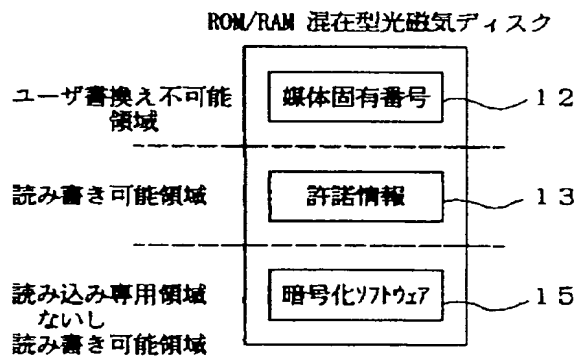 ROM/RAM 混在型光磁気ディスク
ユーザ書換え不可能
領域
媒体固有番号
12
読み書き可能領域
許諾情報
13
読み込み専用領域
ないし
読み書き可能領域
暗号化ソフトウェア
15